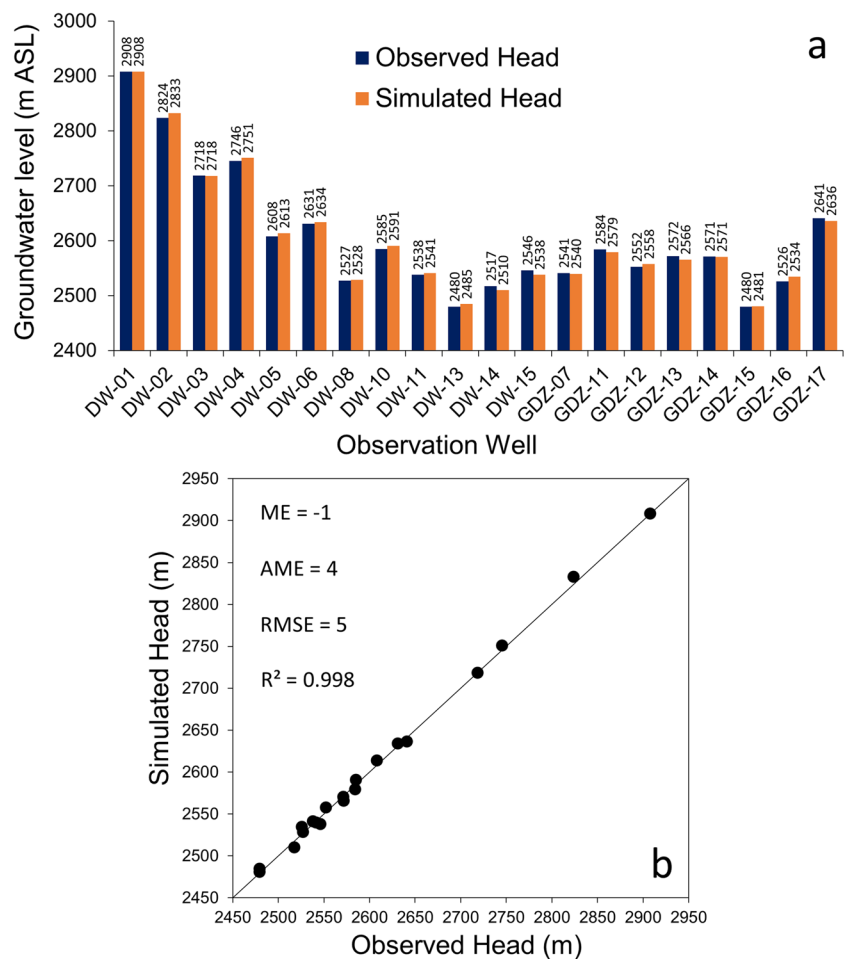 a
Groundwater level (m ASL)
3000
2900
2800
2700
2600
2500
2400
Observed Head
Simulated Head
2908 2908
2824 2833
2718 2718
2746 2751
2608 2613
2631 2634
2527 2528
2585 2591
2538 2541
2480 2485
2517 2510
2546 2538
2541 2540
2584 2579
2552 2558
2572 2566
2571 2571
2480 2481
2526 2534
2641 2636
DW-01 DW-02 DW-03 DW-04 DW-05 DW-06 DW-08 DW-10 DW-11 DW-13 DW-14 DW-15 GDZ-07 GDZ-11 GDZ-12 GDZ-13 GDZ-14 GDZ-15 GDZ-16 GDZ-17
Observation Well
Simulated Head (m)
2950
2900
2850
2800
2750
2700
2650
2600
2550
2500
2450
ME = -1
AME = 4
RMSE = 5
R² = 0.998
b
2450 2500 2550 2600 2650 2700 2750 2800 2850 2900 2950
Observed Head (m)